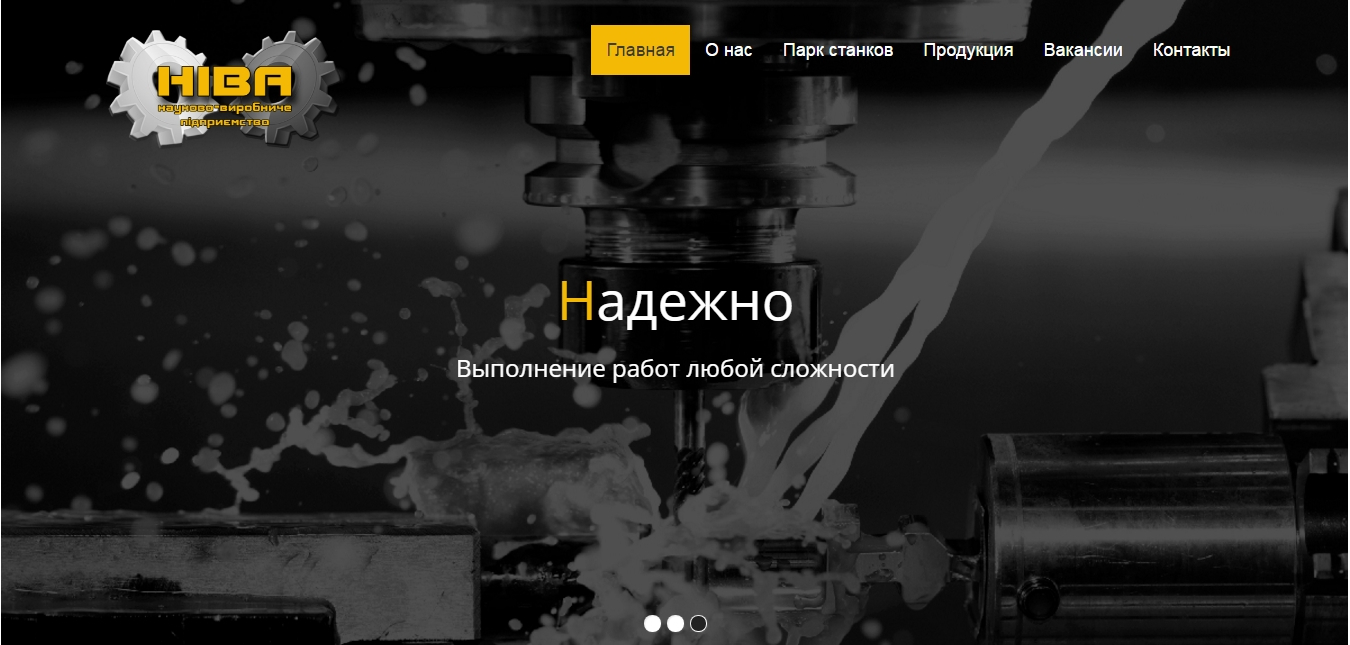 НІВА
науково-виробниче
підприємство
Главная О нас Парк станков Продукция Вакансии Контакты
Надежно
Выполнение работ любой сложности